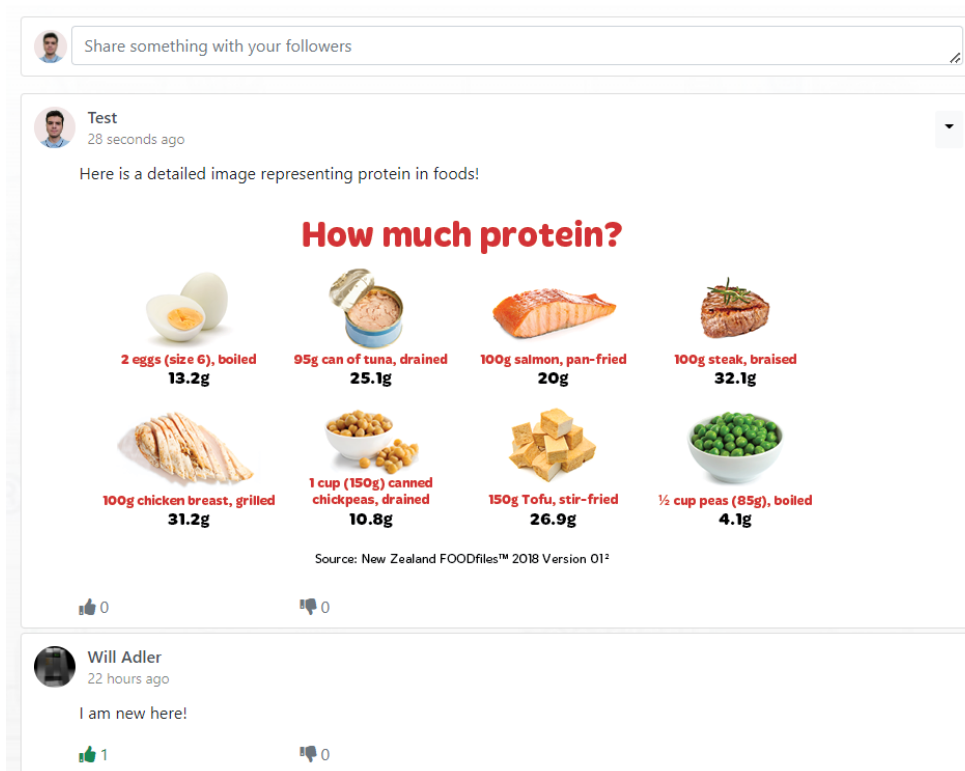 Share something with your followers
Test
28 seconds ago
Here is a detailed image representing protein in foods!
How much protein?
2 eggs (size 6), boiled
13.2g
95g can of tuna, drained
25.1g
100g salmon, pan-fried
20g
100g steak, braised
32.1g
100g chicken breast, grilled
31.2g
1 cup (150g) canned
chickpeas, drained
10.8g
150g Tofu, stir-fried
26.9g
½ cup peas (85g), boiled
4.1g
Source: New Zealand FOODfiles™ 2018 Version 01²
0
0
Will Adler
22 hours ago
I am new here!
1
0